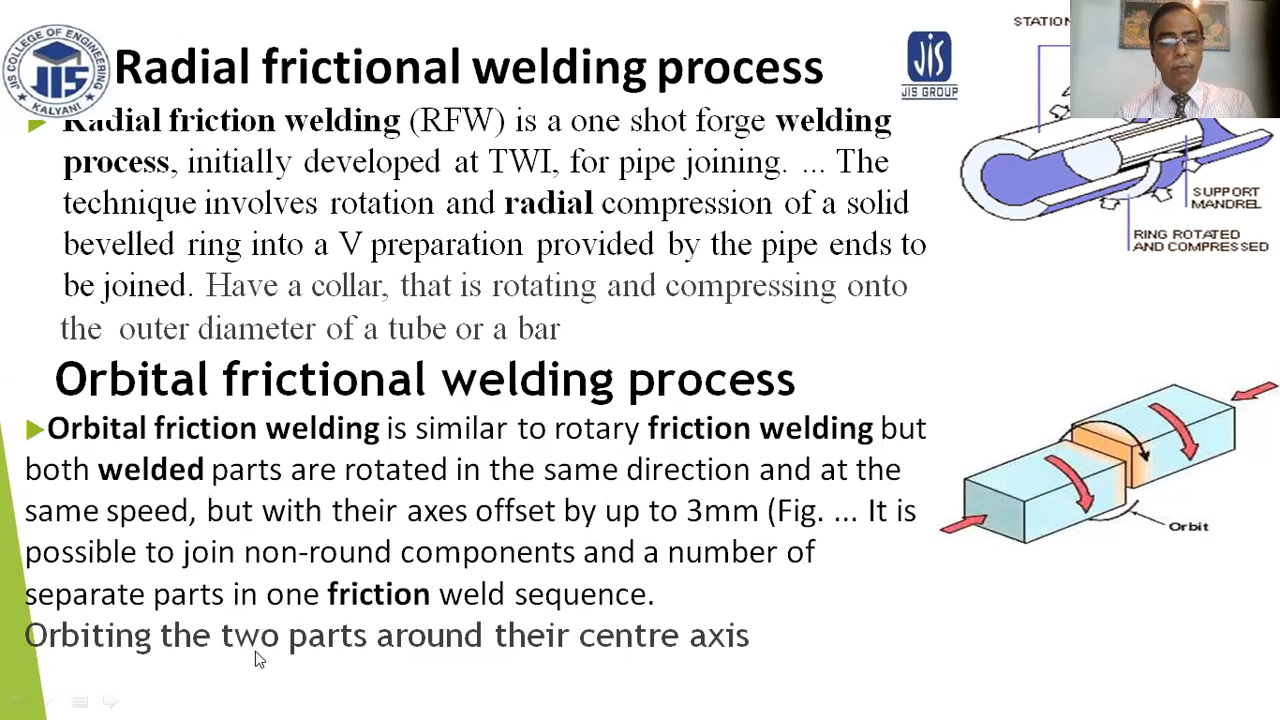 JIS COLLEGE OF ENGINEERING
JIS
KALYANI
Radial frictional welding process
JIS
JIS GROUP
STATION
Radial friction welding (RFW) is a one shot forge welding
process, initially developed at TWI, for pipe joining. ... The
technique involves rotation and radial compression of a solid
bevelled ring into a V preparation provided by the pipe ends to
be joined. Have a collar, that is rotating and compressing onto
the outer diameter of a tube or a bar
SUPPORT
MANDREL
RING ROTATED
AND COMPRESSED
Orbital frictional welding process
Orbital friction welding is similar to rotary friction welding but
both welded parts are rotated in the same direction and at the
same speed, but with their axes offset by up to 3mm (Fig. ... It is
possible to join non-round components and a number of
separate parts in one friction weld sequence.
Orbiting the two parts around their centre axis
Orbit